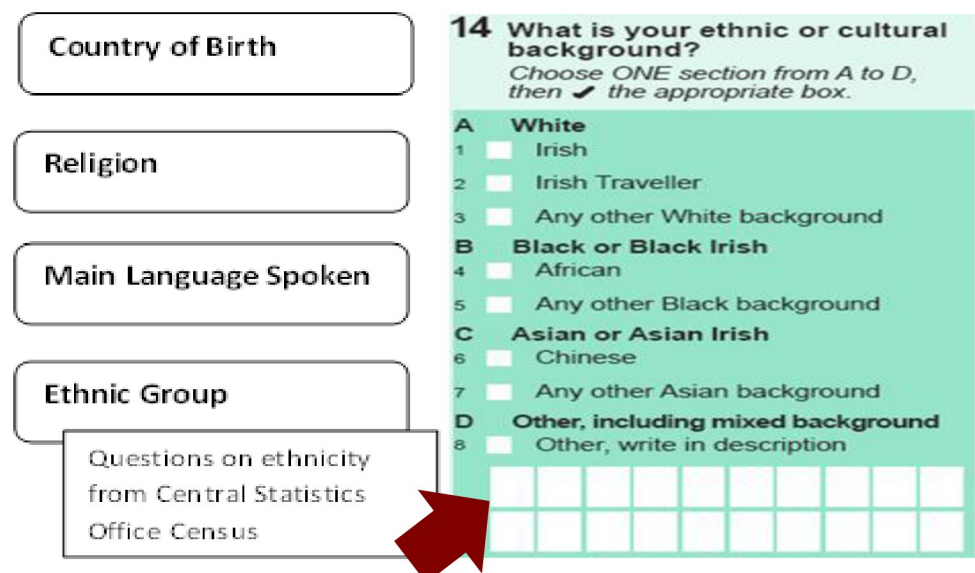 Country of Birth
Religion
Main Language Spoken
Ethnic Group
Questions on ethnicity
from Central Statistics
Office Census
14 What is your ethnic or cultural
background?
Choose ONE section from A to D,
then ✔ the appropriate box.
A White
1 Irish
2 Irish Traveller
3 Any other White background
B Black or Black Irish
4 African
5 Any other Black background
C Asian or Asian Irish
6 Chinese
7 Any other Asian background
D Other, including mixed background
8 Other, write in description